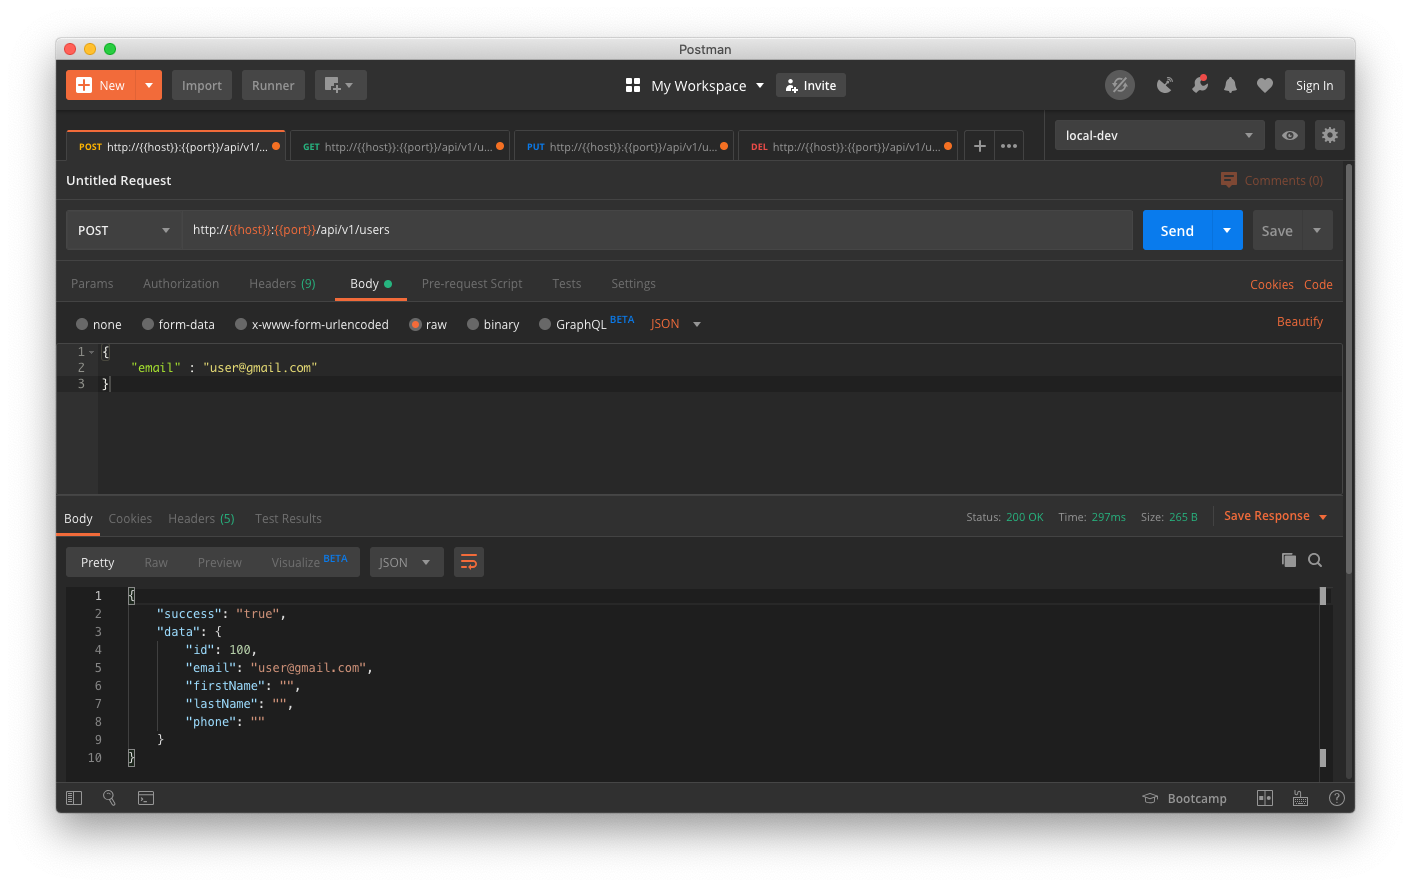 Postman
New Import Runner My Workspace Invite Sign In
POST http://{{host}}:{{port}}/api/v1/... GET http://{{host}}:{{port}}/api/v1/u... PUT http://{{host}}:{{port}}/api/v1/u... DEL http://{{host}}:{{port}}/api/v1/u... local-dev
Untitled Request Comments (0)
POST http://{{host}}:{{port}}/api/v1/users Send Save
Params Authorization Headers (9) Body Pre-request Script Tests Settings Cookies Code
none form-data x-www-form-urlencoded raw binary GraphQL BETA JSON Beautify
1 {
2 "email" : "user@gmail.com"
3 }
Body Cookies Headers (5) Test Results Status: 200 OK Time: 297ms Size: 265 B Save Response
Pretty Raw Preview Visualize BETA JSON
1 {
2 "success": "true",
3 "data": {
4 "id": 100,
5 "email": "user@gmail.com",
6 "firstName": "",
7 "lastName": "",
8 "phone": ""
9 }
10 }
Bootcamp